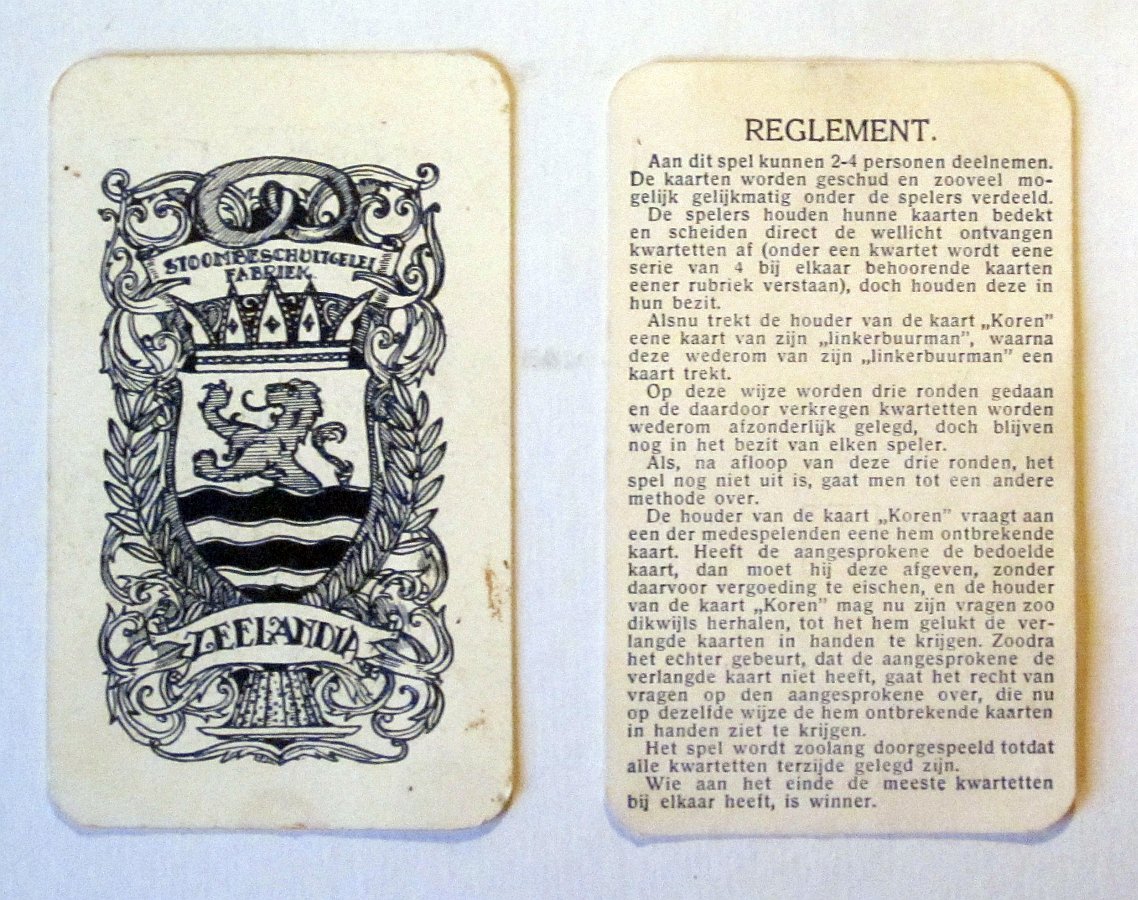 STOOMBESCHUITGELEI
FABRIEK.
ZEELANDIA
REGLEMENT.
Aan dit spel kunnen 2-4 personen deelnemen.
De kaarten worden geschud en zooveel mo-
gelijk gelijkmatig onder de spelers verdeeld.
De spelers houden hunne kaarten bedekt
en scheiden direct de wellicht ontvangen
kwartetten af (onder een kwartet wordt eene
serie van 4 bij elkaar behoorende kaarten
eener rubriek verstaan), doch houden deze in
hun bezit.
Alsnu trekt de houder van de kaart „Koren”
eene kaart van zijn „linkerbuurman”, waarna
deze wederom van zijn „linkerbuurman” een
kaart trekt.
Op deze wijze worden drie ronden gedaan
en de daardoor verkregen kwartetten worden
wederom afzonderlijk gelegd, doch blijven
nog in het bezit van elken speler.
Als, na afloop van deze drie ronden, het
spel nog niet uit is, gaat men tot een andere
methode over.
De houder van de kaart „Koren” vraagt aan
een der medespelenden eene hem ontbrekende
kaart. Heeft de aangesprokene de bedoelde
kaart, dan moet hij deze afgeven, zonder
daarvoor vergoeding te eischen, en de houder
van de kaart „Koren” mag nu zijn vragen zoo
dikwijls herhalen, tot het hem gelukt de ver-
langde kaarten in handen te krijgen. Zoodra
het echter gebeurt, dat de aangesprokene de
verlangde kaart niet heeft, gaat het recht van
vragen op den aangesprokene over, die nu
op dezelfde wijze de hem ontbrekende kaarten
in handen ziet te krijgen.
Het spel wordt zoolang doorgespeeld totdat
alle kwartetten terzijde gelegd zijn.
Wie aan het einde de meeste kwartetten
bij elkaar heeft, is winner.